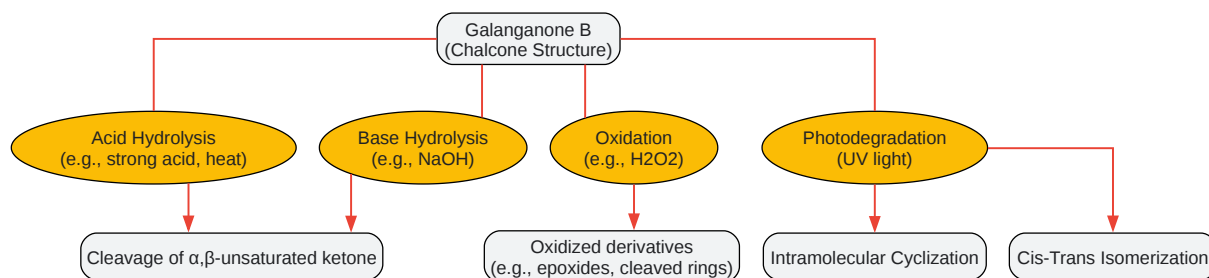 Galanganone B
(Chalcone Structure)
Acid Hydrolysis
(e.g., strong acid, heat)
Base Hydrolysis
(e.g., NaOH)
Oxidation
(e.g., H2O2)
Photodegradation
(UV light)
Cleavage of α,β-unsaturated ketone
Oxidized derivatives
(e.g., epoxides, cleaved rings)
Intramolecular Cyclization
Cis-Trans Isomerization